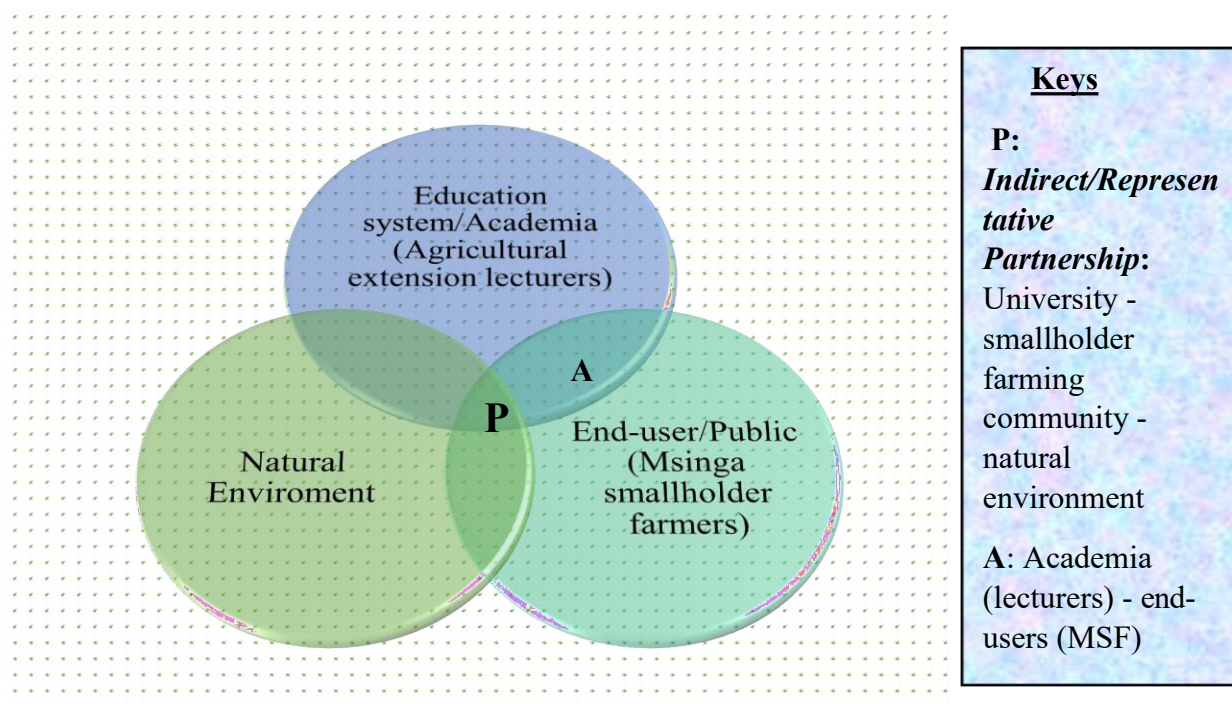 Education
system/Academia
(Agricultural
extension lecturers)
A
P
End-user/Public
(Msinga
smallholder
farmers)
Natural
Enviroment
Keys
P:
Indirect/Represen
tative
Partnership:
University -
smallholder
farming
community -
natural
environment
A: Academia
(lecturers) - end-
users (MSF)